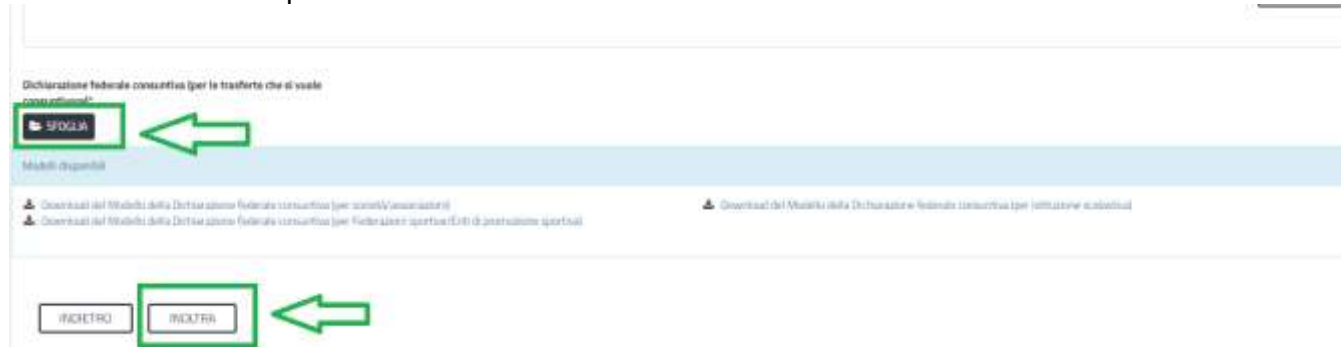 Dichiarazione federale consuntiva (per le trasferte che si vuole
consuntivare)*
SFOGLIA
Modelli disponibili
Download del Modello della Dichiarazione federale consuntiva (per società/associazioni)
Download del Modello della Dichiarazione federale consuntiva (per istituzione scolastica)
Download del Modello della Dichiarazione federale consuntiva (per Federazioni sportive/Enti di promozione sportiva)
INDIETRO
INOLTRA